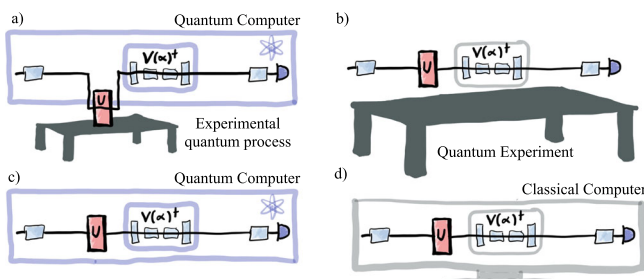 a)
Quantum Computer
V(α)†
U
Experimental
quantum process
b)
V(α)†
U
Quantum Experiment
c)
Quantum Computer
V(α)†
U
d)
Classical Computer
V(α)†
U